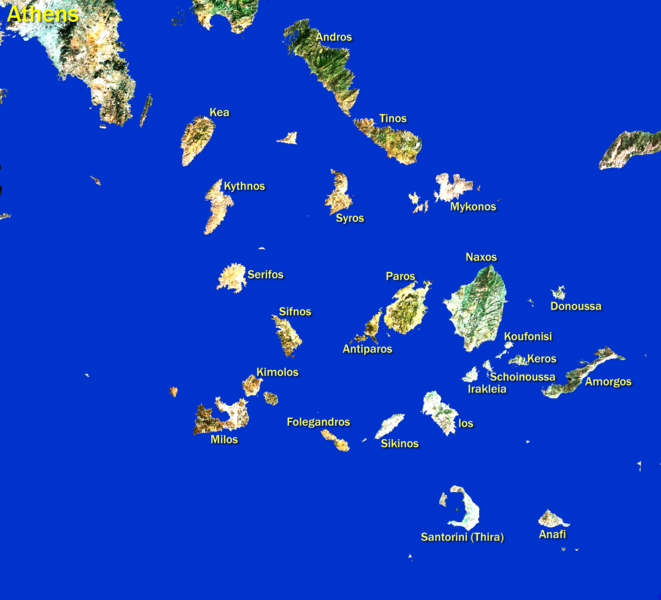 Athens
Andros
Kea
Tinos
Kythnos
Syros
Mykonos
Naxos
Serifos
Paros
Donoussa
Sifnos
Koufonisi
Antiparos
Keros
Schoinoussa
Kimolos
Irakleia
Amorgos
Folegandros
Ios
Milos
Sikinos
Santorini (Thira)
Anafi